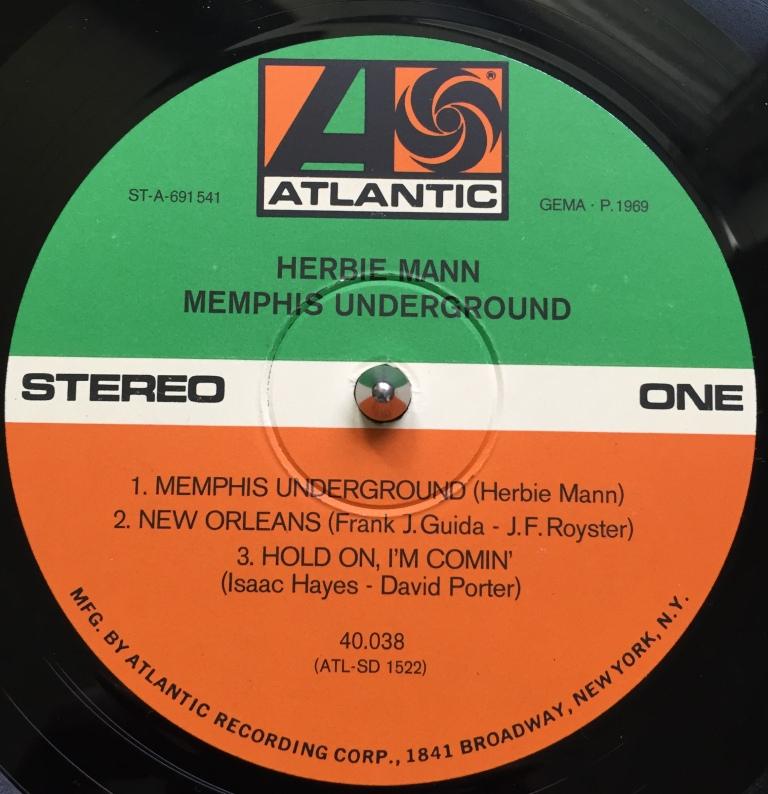 ATLANTIC
®
ST-A-691 541
GEMA · P. 1969
HERBIE MANN
MEMPHIS UNDERGROUND
STEREO
ONE
1. MEMPHIS UNDERGROUND (Herbie Mann)
2. NEW ORLEANS (Frank J. Guida - J. F. Royster)
3. HOLD ON, I'M COMIN'
(Isaac Hayes - David Porter)
40.038
(ATL-SD 1522)
MFG. BY ATLANTIC RECORDING CORP., 1841 BROADWAY, NEW YORK, N.Y.